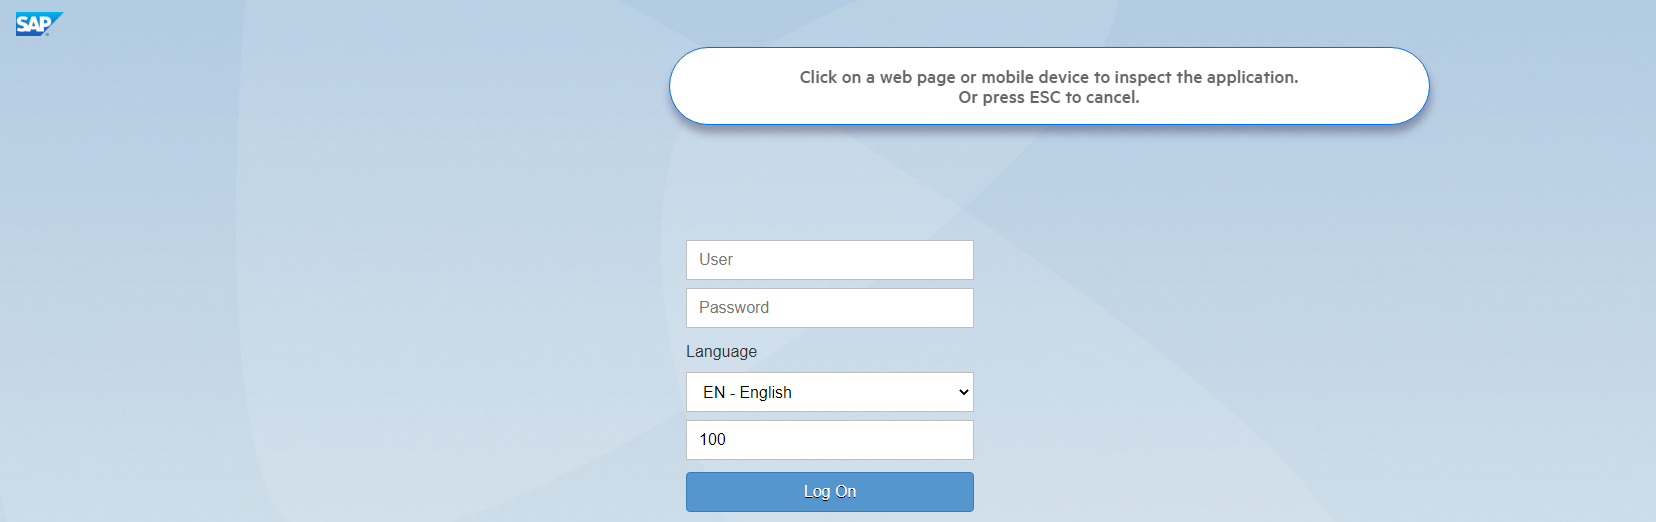 SAP
Click on a web page or mobile device to inspect the application.
Or press ESC to cancel.
User
Password
Language
EN - English
100
Log On